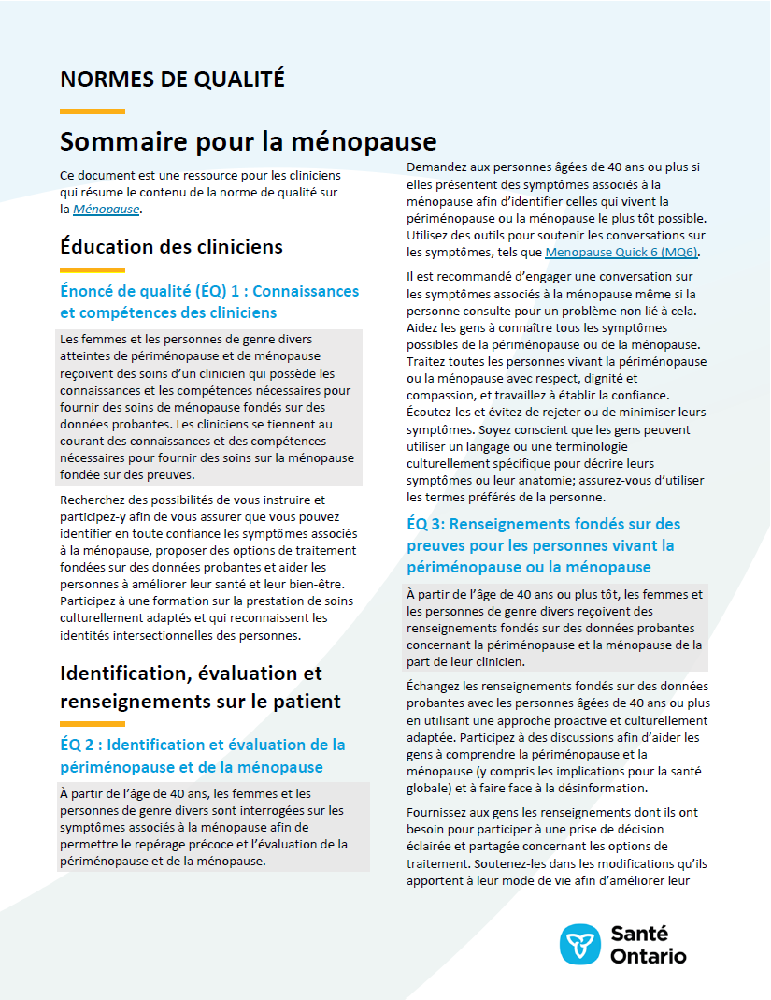 NORMES DE QUALITÉ
Sommaire pour la ménopause
Ce document est une ressource pour les cliniciens
qui résume le contenu de la norme de qualité sur
la Ménopause.
Éducation des cliniciens
Énoncé de qualité (ÉQ) 1 : Connaissances
et compétences des cliniciens
Les femmes et les personnes de genre divers
atteintes de périménopause et de ménopause
reçoivent des soins d’un clinicien qui possède les
connaissances et les compétences nécessaires pour
fournir des soins de ménopause fondés sur des
données probantes. Les cliniciens se tiennent au
courant des connaissances et des compétences
nécessaires pour fournir des soins sur la ménopause
fondée sur des preuves.
Recherchez des possibilités de vous instruire et
participez-y afin de vous assurer que vous pouvez
identifier en toute confiance les symptômes associés
à la ménopause, proposer des options de traitement
fondées sur des données probantes et aider les
personnes à améliorer leur santé et leur bien-être.
Participez à une formation sur la prestation de soins
culturellement adaptés et qui reconnaissent les
identités intersectionnelles des personnes.
Identification, évaluation et
renseignements sur le patient
ÉQ 2 : Identification et évaluation de la
périménopause et de la ménopause
À partir de l’âge de 40 ans, les femmes et les
personnes de genre divers sont interrogées sur les
symptômes associés à la ménopause afin de
permettre le repérage précoce et l’évaluation de la
périménopause et de la ménopause.
Demandez aux personnes âgées de 40 ans ou plus si
elles présentent des symptômes associés à la
ménopause afin d’identifier celles qui vivent la
périménopause ou la ménopause le plus tôt possible.
Utilisez des outils pour soutenir les conversations sur
les symptômes, tels que Menopause Quick 6 (MQ6).
Il est recommandé d’engager une conversation sur
les symptômes associés à la ménopause même si la
personne consulte pour un problème non lié à cela.
Aidez les gens à connaître tous les symptômes
possibles de la périménopause ou de la ménopause.
Traitez toutes les personnes vivant la périménopause
ou la ménopause avec respect, dignité et
compassion, et travaillez à établir la confiance.
Écoutez-les et évitez de rejeter ou de minimiser leurs
symptômes. Soyez conscient que les gens peuvent
utiliser un langage ou une terminologie
culturellement spécifique pour décrire leurs
symptômes ou leur anatomie; assurez-vous d’utiliser
les termes préférés de la personne.
ÉQ 3: Renseignements fondés sur des
preuves pour les personnes vivant la
périménopause ou la ménopause
À partir de l’âge de 40 ans ou plus tôt, les femmes et
les personnes de genre divers reçoivent des
renseignements fondés sur des données probantes
concernant la périménopause et la ménopause de la
part de leur clinicien.
Échangez les renseignements fondés sur des données
probantes avec les personnes âgées de 40 ans ou plus
en utilisant une approche proactive et culturellement
adaptée. Participez à des discussions afin d’aider les
gens à comprendre la périménopause et la
ménopause (y compris les implications pour la santé
globale) et à faire face à la désinformation.
Fournissez aux gens les renseignements dont ils ont
besoin pour participer à une prise de décision
éclairée et partagée concernant les options de
traitement. Soutenez-les dans les modifications qu’ils
apportent à leur mode de vie afin d’améliorer leur
Santé
Ontario